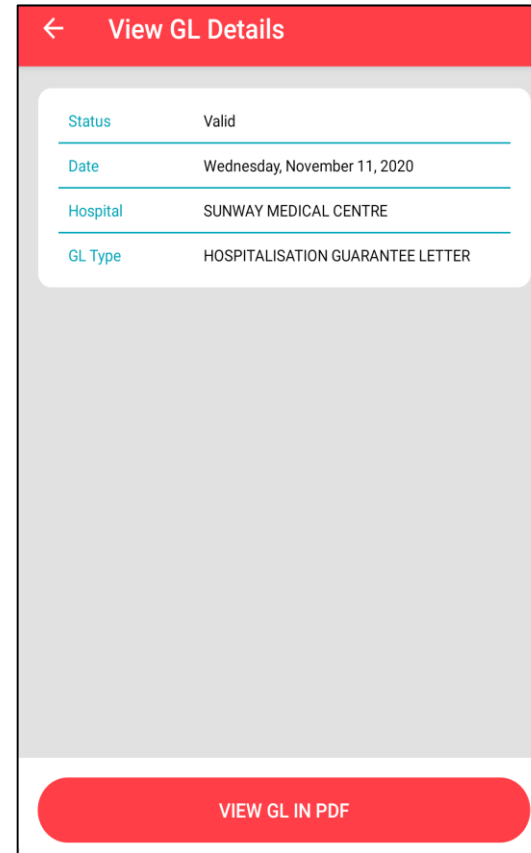 View GL Details
Status Valid
Date Wednesday, November 11, 2020
Hospital SUNWAY MEDICAL CENTRE
GL Type HOSPITALISATION GUARANTEE LETTER
VIEW GL IN PDF